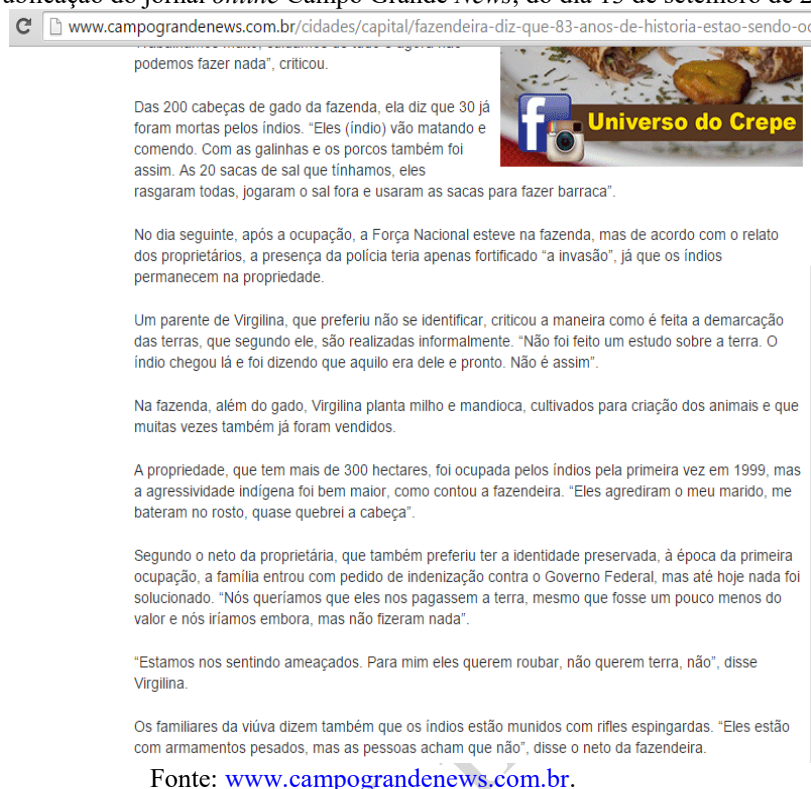 ublicação do jornal online Campo Grande News, do dia 13 de setembro de 2
www.campograndenews.com.br/cidades/capital/fazendeira-diz-que-83-anos-de-historia-estao-sendo-oc
podemos fazer nada”, criticou.
Das 200 cabeças de gado da fazenda, ela diz que 30 já
foram mortas pelos índios. “Eles (índio) vão matando e
comendo. Com as galinhas e os porcos também foi
assim. As 20 sacas de sal que tínhamos, eles
rasgaram todas, jogaram o sal fora e usaram as sacas para fazer barraca”.
Universo do Crepe
No dia seguinte, após a ocupação, a Força Nacional esteve na fazenda, mas de acordo com o relato
dos proprietários, a presença da polícia teria apenas fortificado “a invasão”, já que os índios
permanecem na propriedade.
Um parente de Virgilina, que preferiu não se identificar, criticou a maneira como é feita a demarcação
das terras, que segundo ele, são realizadas informalmente. “Não foi feito um estudo sobre a terra. O
índio chegou lá e foi dizendo que aquilo era dele e pronto. Não é assim”.
Na fazenda, além do gado, Virgilina planta milho e mandioca, cultivados para criação dos animais e que
muitas vezes também já foram vendidos.
A propriedade, que tem mais de 300 hectares, foi ocupada pelos índios pela primeira vez em 1999, mas
a agressividade indígena foi bem maior, como contou a fazendeira. “Eles agrediram o meu marido, me
bateram no rosto, quase quebrei a cabeça”.
Segundo o neto da proprietária, que também preferiu ter a identidade preservada, à época da primeira
ocupação, a família entrou com pedido de indenização contra o Governo Federal, mas até hoje nada foi
solucionado. “Nós queríamos que eles nos pagassem a terra, mesmo que fosse um pouco menos do
valor e nós iríamos embora, mas não fizeram nada”.
“Estamos nos sentindo ameaçados. Para mim eles querem roubar, não querem terra, não”, disse
Virgilina.
Os familiares da viúva dizem também que os índios estão munidos com rifles espingardas. “Eles estão
com armamentos pesados, mas as pessoas acham que não”, disse o neto da fazendeira.
Fonte: www.campograndenews.com.br.